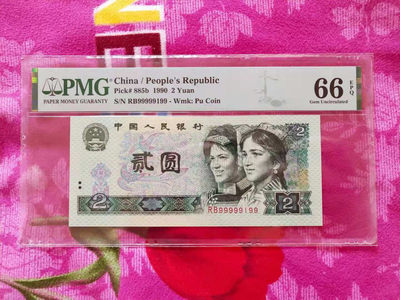 PMG
PAPER MONEY GUARANTY
China / People's Republic
Pick# 885b 1990 2 Yuan
S/N RB99999199 - Wmk: Pu Coin
66 EPQ
Gem Uncirculated
中国人民银行
2
贰圆
RB99999199
2
2